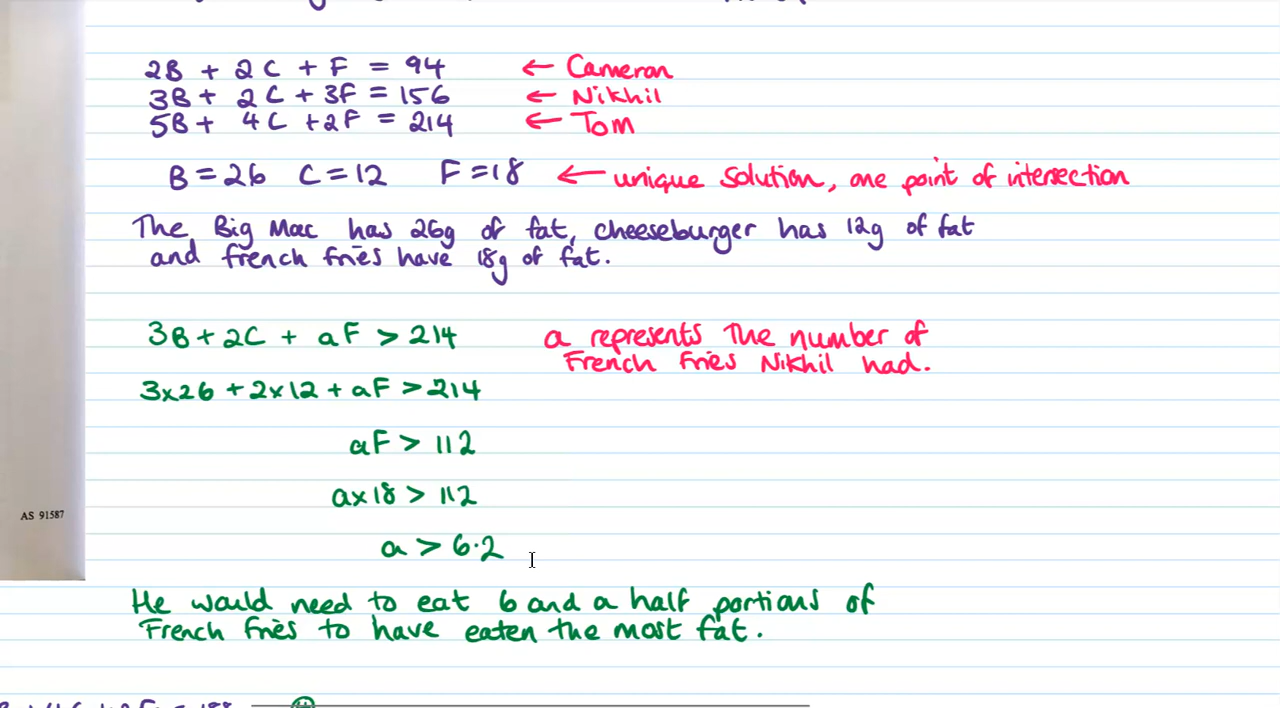 2B + 2C + F = 94 ← Cameron
3B + 2C + 3F = 156 ← Nikhil
5B + 4C + 2F = 214 ← Tom
B = 26 C = 12 F = 18 ← unique solution, one point of intersection
The Big Mac has 26g of fat, cheeseburger has 12g of fat
and french fries have 18g of fat.
3B + 2C + aF > 214 a represents the number of
French fries Nikhil had.
3x26 + 2x12 + aF > 214
aF > 112
ax18 > 112
AS 91587
a > 6.2
He would need to eat 6 and a half portions of
French fries to have eaten the most fat.